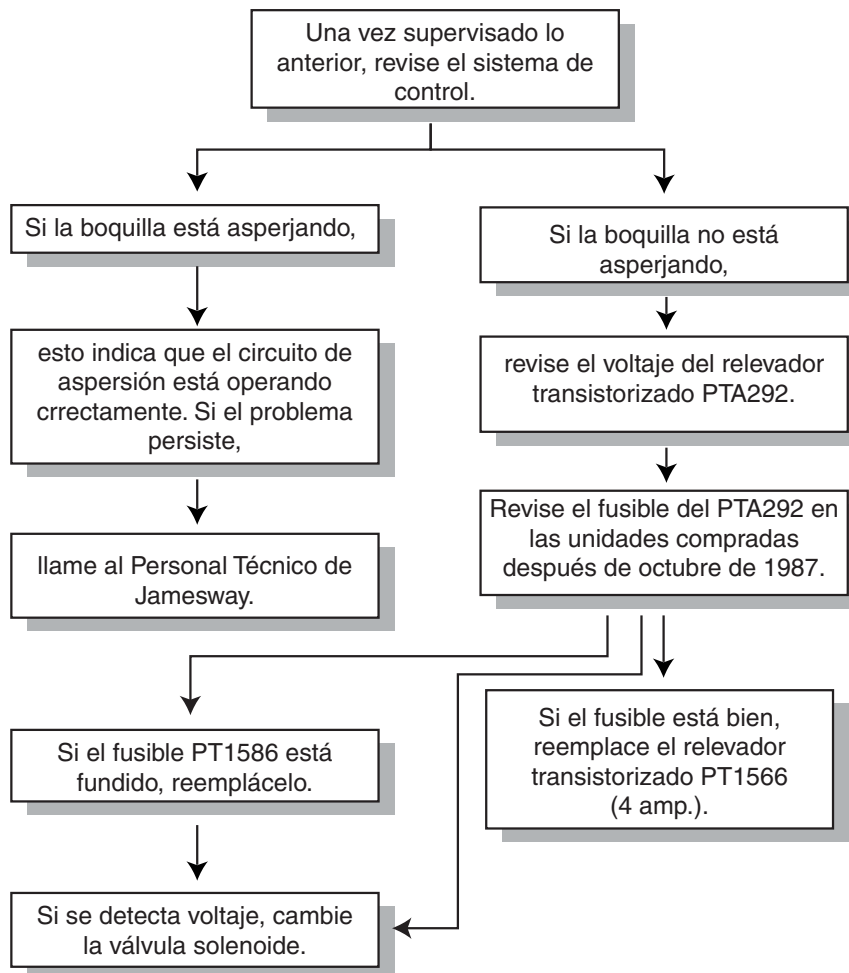 Una vez supervisado lo
anterior, revise el sistema de
control.
Si la boquilla está asperjando,
esto indica que el circuito de
aspersión está operando
crrectamente. Si el problema
persiste,
llame al Personal Técnico de
Jamesway.
Si la boquilla no está
asperjando,
revise el voltaje del relevador
transistorizado PTA292.
Revise el fusible del PTA292 en
las unidades compradas
después de octubre de 1987.
Si el fusible PT1586 está
fundido, reemplácelo.
Si el fusible está bien,
reemplace el relevador
transistorizado PT1566
(4 amp.).
Si se detecta voltaje, cambie
la válvula solenoide.